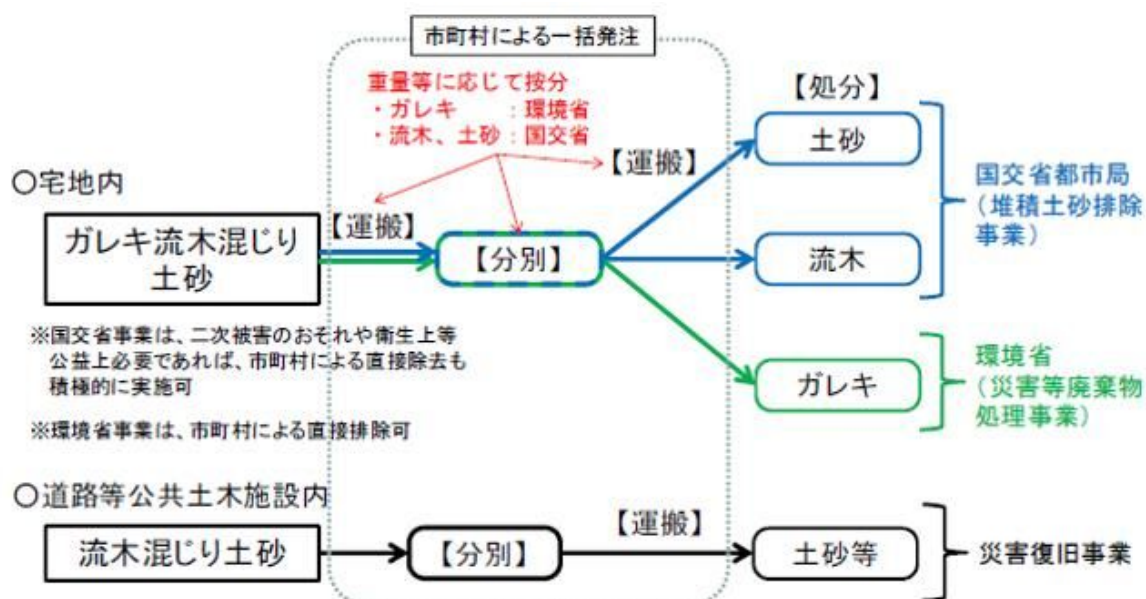 市町村による一括発注
重量等に応じて按分
・ガレキ　　：環境省
・流木、土砂：国交省
【処分】
土砂
【運搬】
国交省都市局
（堆積土砂排除
事業）
〇宅地内
【運搬】
ガレキ流木混じり
土砂
【分別】
流木
※国交省事業は、二次被害のおそれや衛生上等
公益上必要であれば、市町村による直接除去も
積極的に実施可
※環境省事業は、市町村による直接排除可
ガレキ
環境省
（災害等廃棄物
処理事業）
〇道路等公共土木施設内
流木混じり土砂
【分別】
【運搬】
土砂等
災害復旧事業